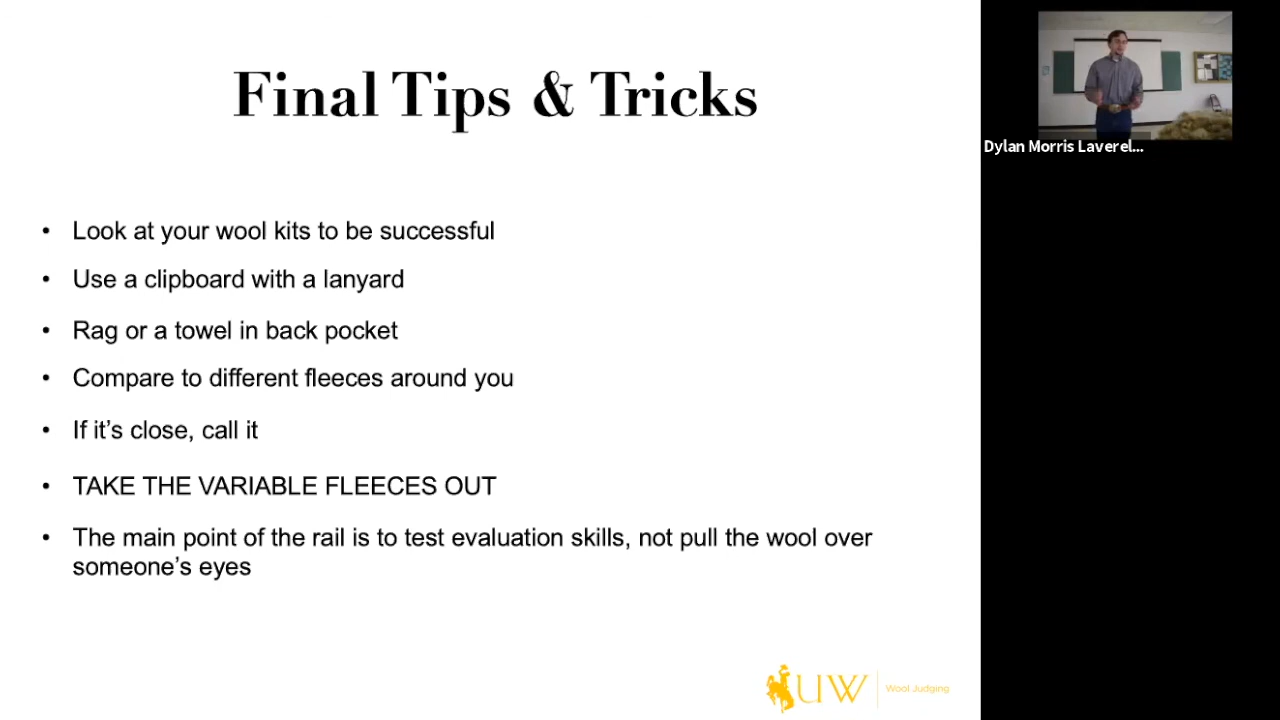 Final Tips & Tricks
• Look at your wool kits to be successful
• Use a clipboard with a lanyard
• Rag or a towel in back pocket
• Compare to different fleeces around you
• If it’s close, call it
• TAKE THE VARIABLE FLEECES OUT
• The main point of the rail is to test evaluation skills, not pull the wool over
someone’s eyes
UW | Wool Judging
Dylan Morris Laverel...